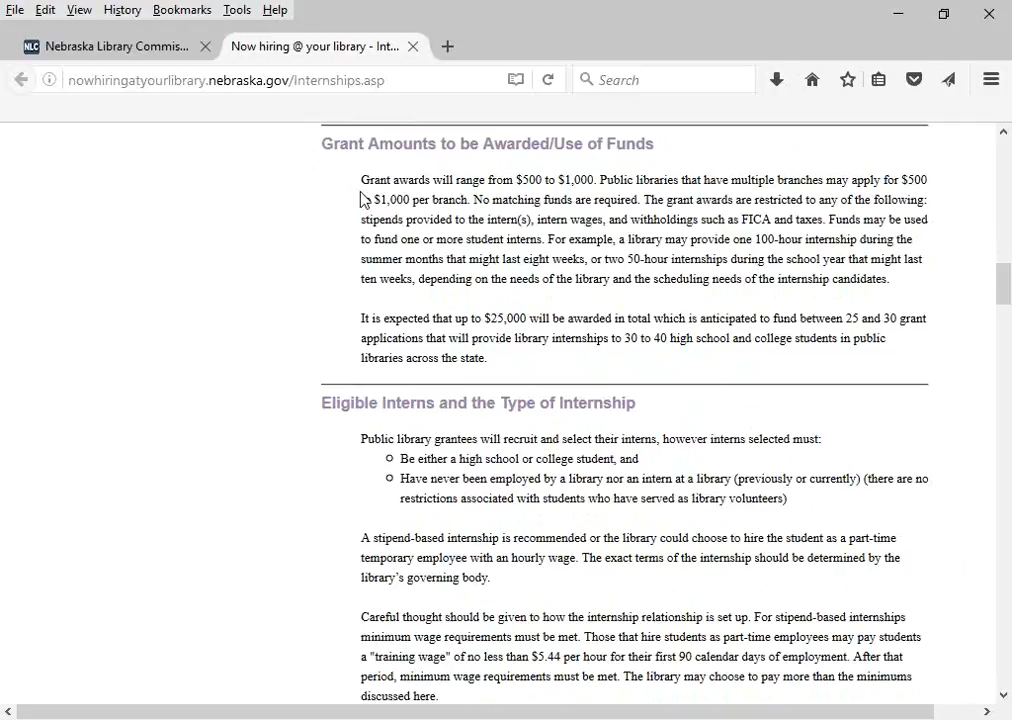 File Edit View History Bookmarks Tools Help
NLC Nebraska Library Commis...
Now hiring @ your library - Int...
nowhiringatyourlibrary.nebraska.gov/Internships.asp
Search
Grant Amounts to be Awarded/Use of Funds
Grant awards will range from $500 to $1,000. Public libraries that have multiple branches may apply for $500
$1,000 per branch. No matching funds are required. The grant awards are restricted to any of the following:
stipends provided to the intern(s), intern wages, and withholdings such as FICA and taxes. Funds may be used
to fund one or more student interns. For example, a library may provide one 100-hour internship during the
summer months that might last eight weeks, or two 50-hour internships during the school year that might last
ten weeks, depending on the needs of the library and the scheduling needs of the internship candidates.
It is expected that up to $25,000 will be awarded in total which is anticipated to fund between 25 and 30 grant
applications that will provide library internships to 30 to 40 high school and college students in public
libraries across the state.
Eligible Interns and the Type of Internship
Public library grantees will recruit and select their interns, however interns selected must:
Be either a high school or college student, and
Have never been employed by a library nor an intern at a library (previously or currently) (there are no
restrictions associated with students who have served as library volunteers)
A stipend-based internship is recommended or the library could choose to hire the student as a part-time
temporary employee with an hourly wage. The exact terms of the internship should be determined by the
library's governing body.
Careful thought should be given to how the internship relationship is set up. For stipend-based internships
minimum wage requirements must be met. Those that hire students as part-time employees may pay students
a "training wage" of no less than $5.44 per hour for their first 90 calendar days of employment. After that
period, minimum wage requirements must be met. The library may choose to pay more than the minimums
discussed here.